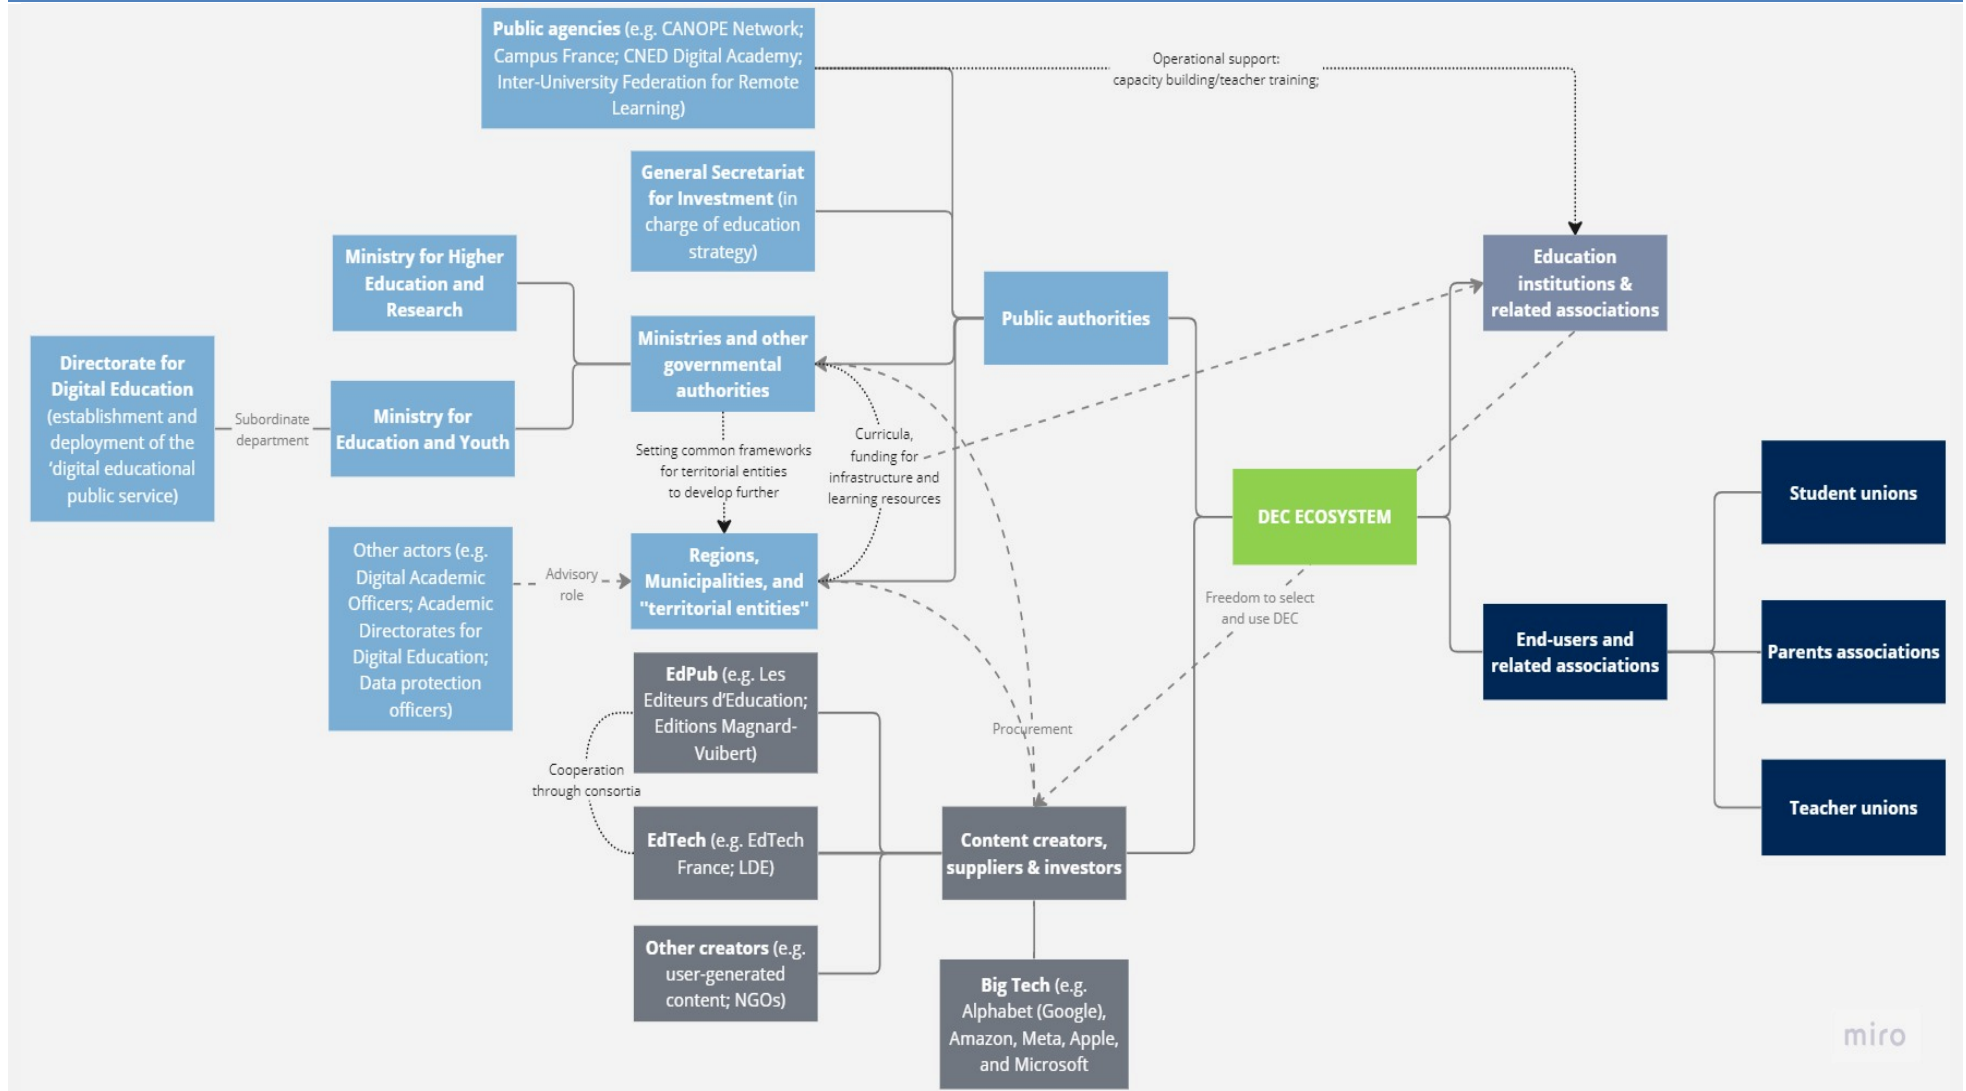 Public agencies (e.g. CANOPE Network;
Campus France; CNED Digital Academy;
Inter-University Federation for Remote
Learning)
Operational support:
capacity building/teacher training;
General Secretariat
for Investment (in
charge of education
strategy)
Ministry for Higher
Education and
Research
Ministries and other
governmental
authorities
Public authorities
Education
institutions &
related associations
Directorate for
Digital Education
(establishment and
deployment of the
‘digital educational
public service)
Subordinate
department
Ministry for
Education and Youth
Setting common frameworks
for territorial entities
to develop further
Curricula,
funding for
infrastructure and
learning resources
DEC ECOSYSTEM
Student unions
Other actors (e.g.
Digital Academic
Officers; Academic
Directorates for
Digital Education;
Data protection
officers)
Advisory
role
Regions,
Municipalities, and
"territorial entities"
Freedom to select
and use DEC
End-users and
related associations
Parents associations
EdPub (e.g. Les
Editeurs d’Education;
Editions Magnard-
Vuibert)
Procurement
Cooperation
through consortia
EdTech (e.g. EdTech
France; LDE)
Content creators,
suppliers & investors
Teacher unions
Other creators (e.g.
user-generated
content; NGOs)
Big Tech (e.g.
Alphabet (Google),
Amazon, Meta, Apple,
and Microsoft
miro